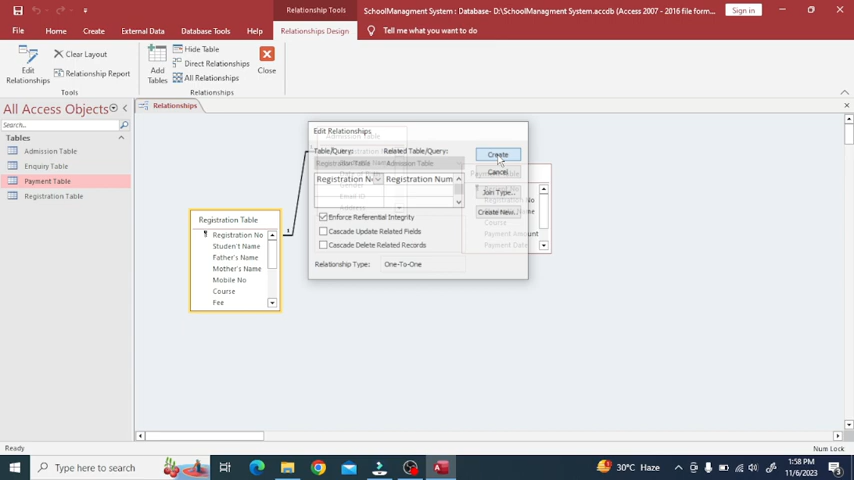 Relationship Tools
SchoolManagment System : Database- D:\SchoolManagment System.accdb (Access 2007 - 2016 file form...
Sign in
File
Home
Create
External Data
Database Tools
Help
Relationships Design
Tell me what you want to do
Edit
Relationships
Clear Layout
Relationship Report
Tools
Add
Tables
Hide Table
Direct Relationships
All Relationships
Relationships
Close
All Access Objects
Search...
Tables
Admission Table
Enquiry Table
Payment Table
Registration Table
Relationships
Registration Table
Registration No
Student't Name
Father's Name
Mother's Name
Mobile No
Course
Fee
Edit Relationships
Table/Query:
Related Table/Query:
Registration Table
Admission Table
Registration N
Registration Num
Enforce Referential Integrity
Cascade Update Related Fields
Cascade Delete Related Records
Relationship Type:
One-To-One
Create
Cancel
Join Type...
Create New...
Course
Payment Amount
Payment Date
Ready
Num Lock
Type here to search
30°C Haze
1:58 PM
11/6/2023